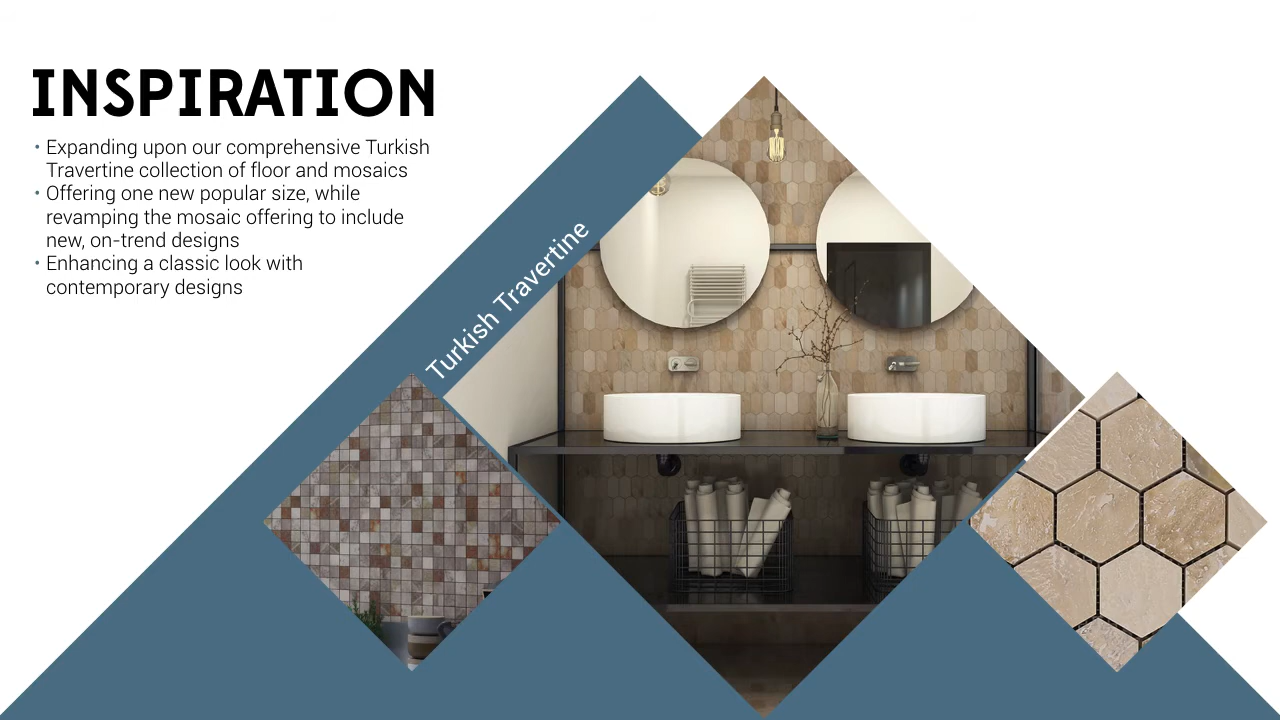 INSPIRATION
• Expanding upon our comprehensive Turkish
Travertine collection of floor and mosaics
• Offering one new popular size, while
revamping the mosaic offering to include
new, on-trend designs
• Enhancing a classic look with
contemporary designs
Turkish Travertine